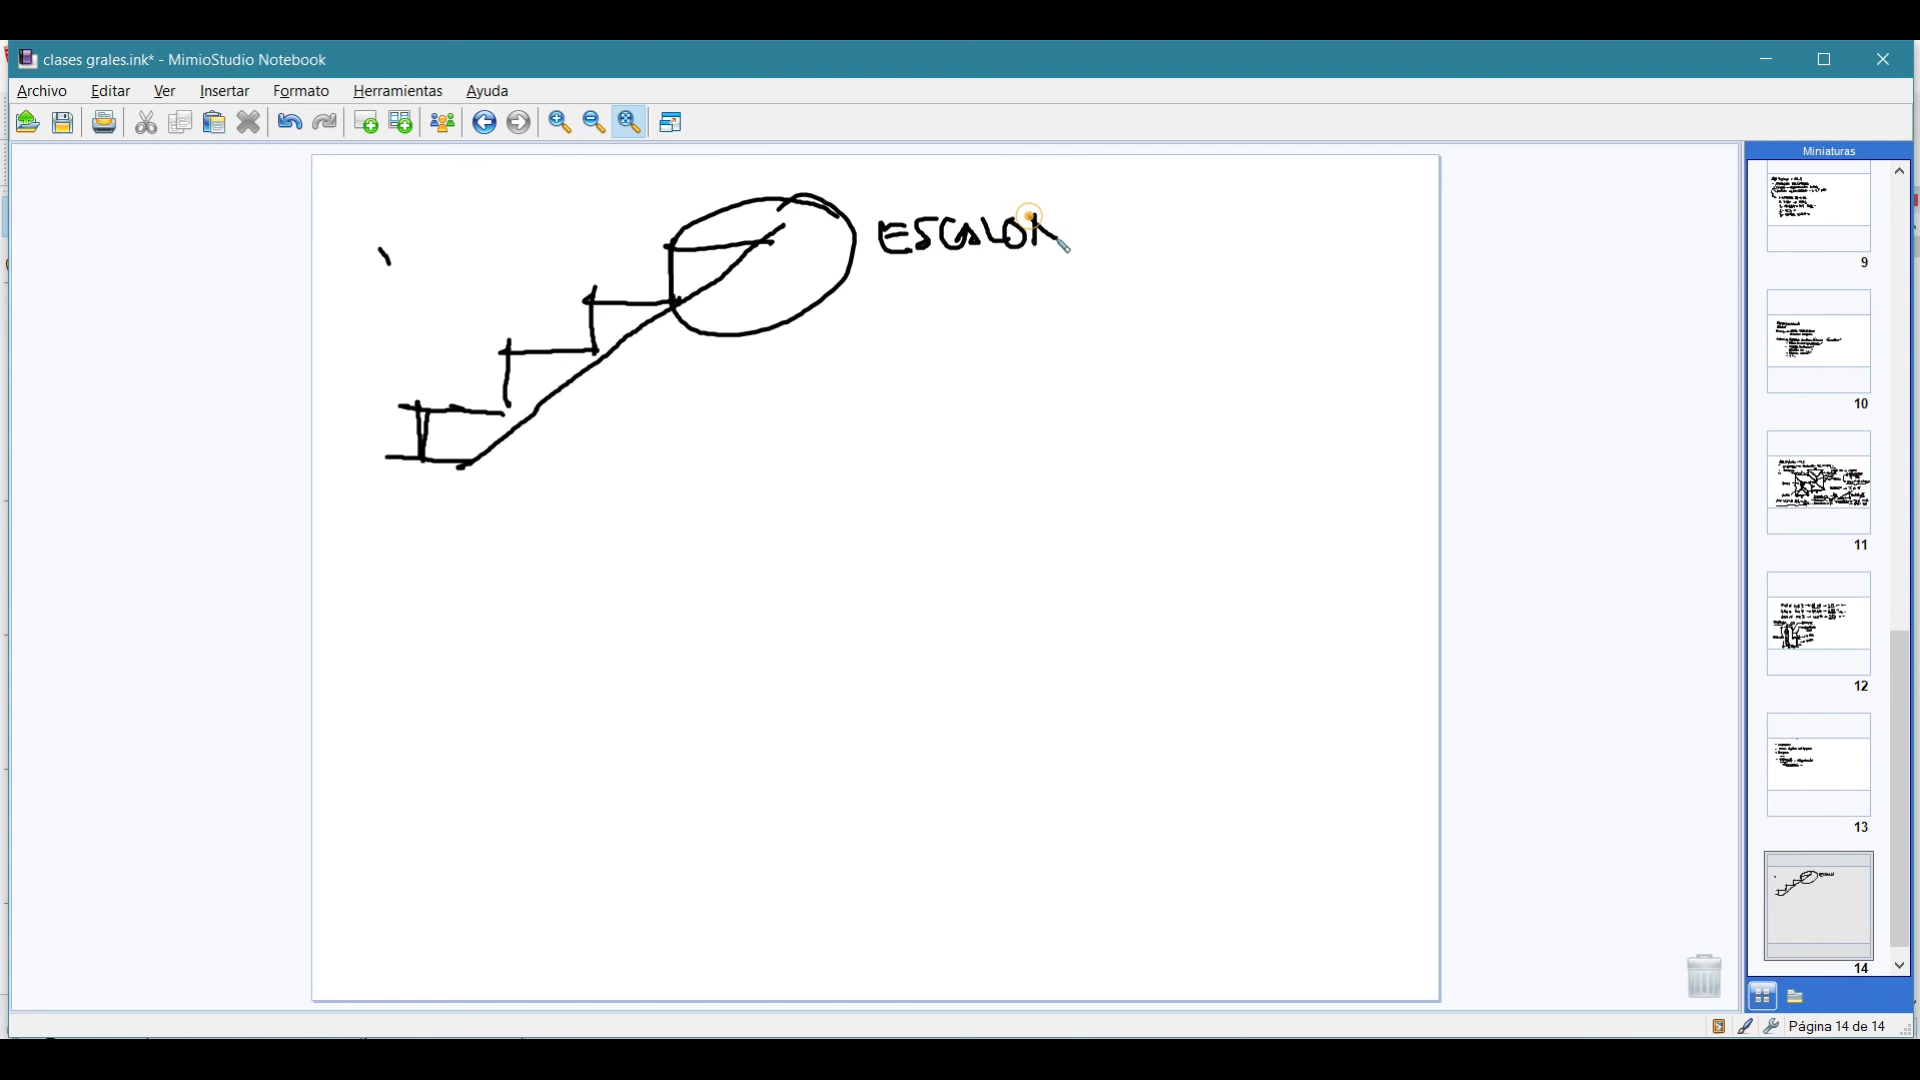 clases grales.ink* - MimioStudio Notebook
Archivo Editar Ver Insertar Formato Herramientas Ayuda
Miniaturas
ESCALON
9
10
11
12
13
14
Página 14 de 14